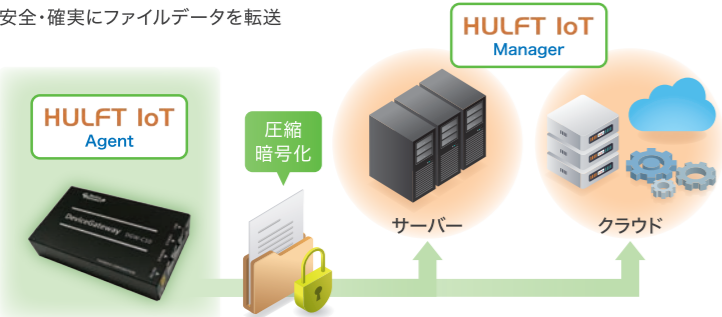 安全・確実にファイルデータを転送
HULFT IoT
Manager
HULFT IoT
Agent
圧縮
暗号化
DeviceGateway
サーバー
クラウド